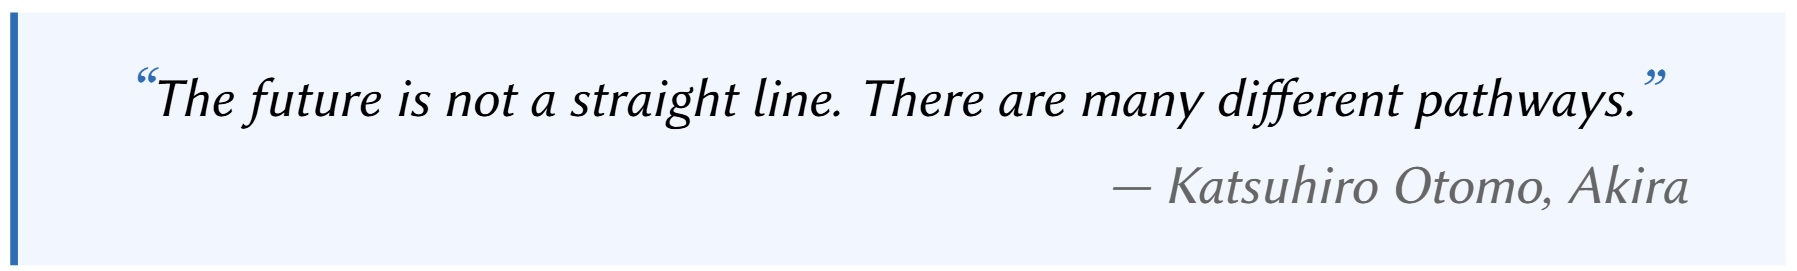 “The future is not a straight line. There are many different pathways.”
— Katsuhiro Otomo, Akira